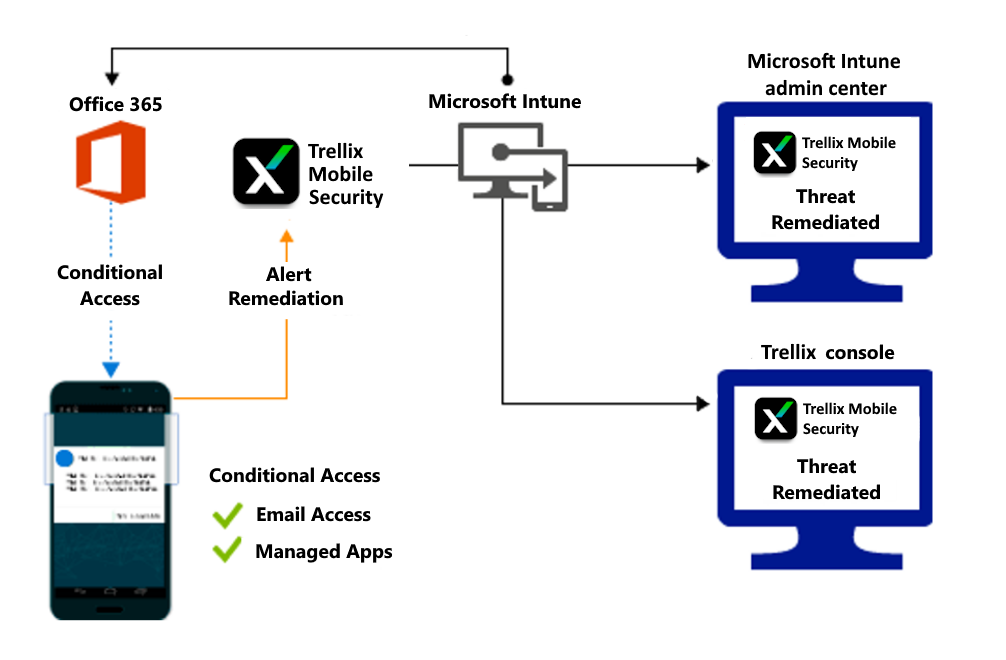 Microsoft Intune
admin center
Office 365
Microsoft Intune
Trellix
Mobile
Security
Trellix Mobile
Security
Threat
Remediated
Conditional
Access
Alert
Remediation
Trellix console
Trellix Mobile
Security
Threat
Remediated
Conditional Access
Email Access
Managed Apps